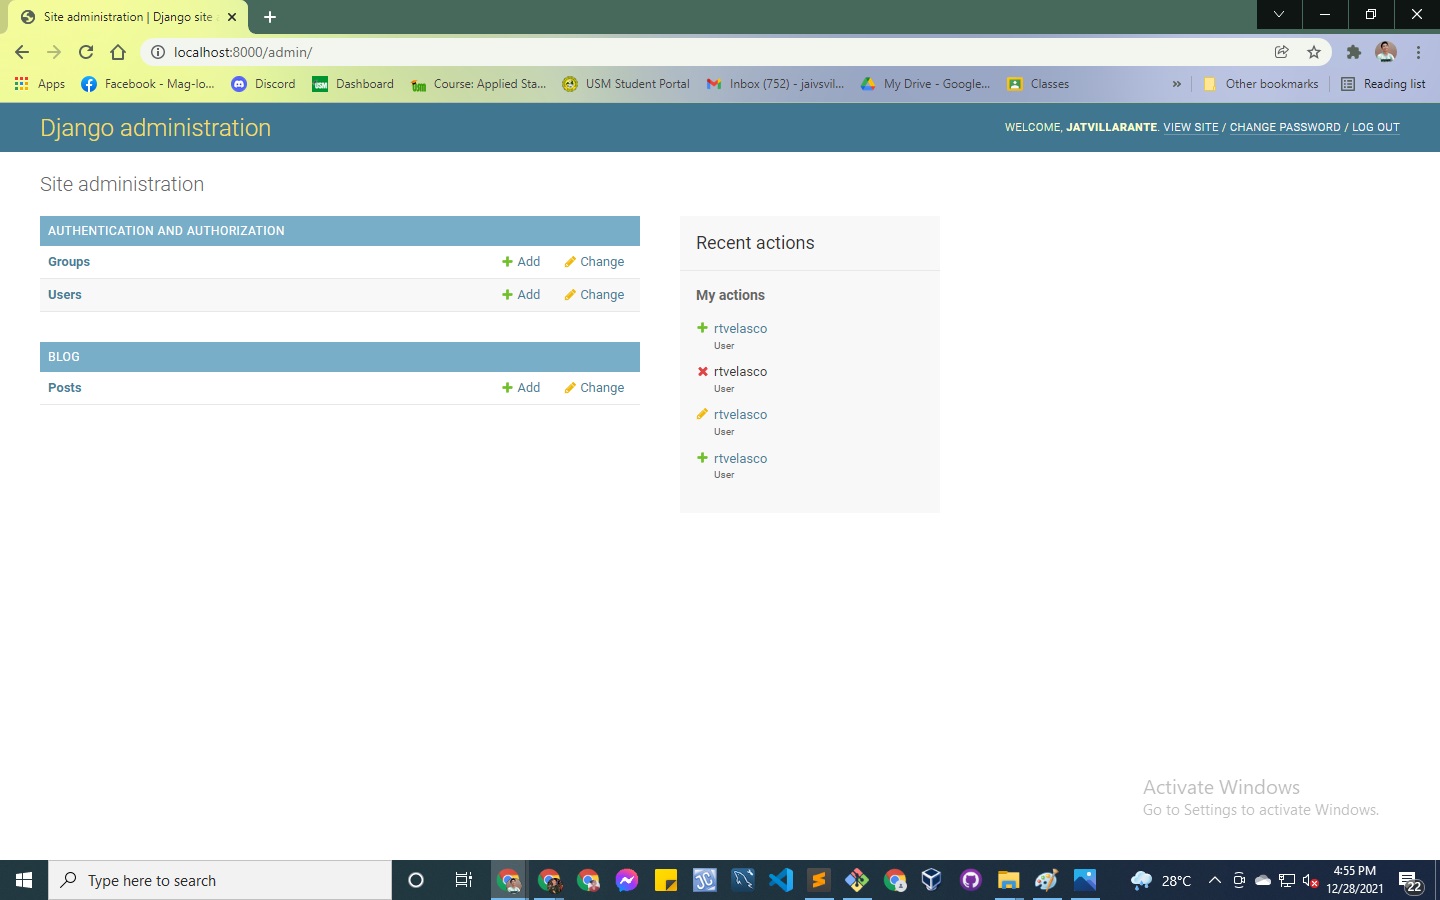 Site administration | Django site
localhost:8000/admin/
Apps
Facebook - Mag-lo...
Discord
USM
Dashboard
Course: Applied Sta...
USM Student Portal
Inbox (752) - jaivsvil...
My Drive - Google...
Classes
»
Other bookmarks
Reading list
Django administration
WELCOME, JATVILLARANTE. VIEW SITE / CHANGE PASSWORD / LOG OUT
Site administration
AUTHENTICATION AND AUTHORIZATION
Groups Add Change
Users Add Change
BLOG
Posts Add Change
Recent actions
My actions
rtvelasco
User
rtvelasco
User
rtvelasco
User
rtvelasco
User
Activate Windows
Go to Settings to activate Windows.
Type here to search
28°C
4:55 PM
12/28/2021
22